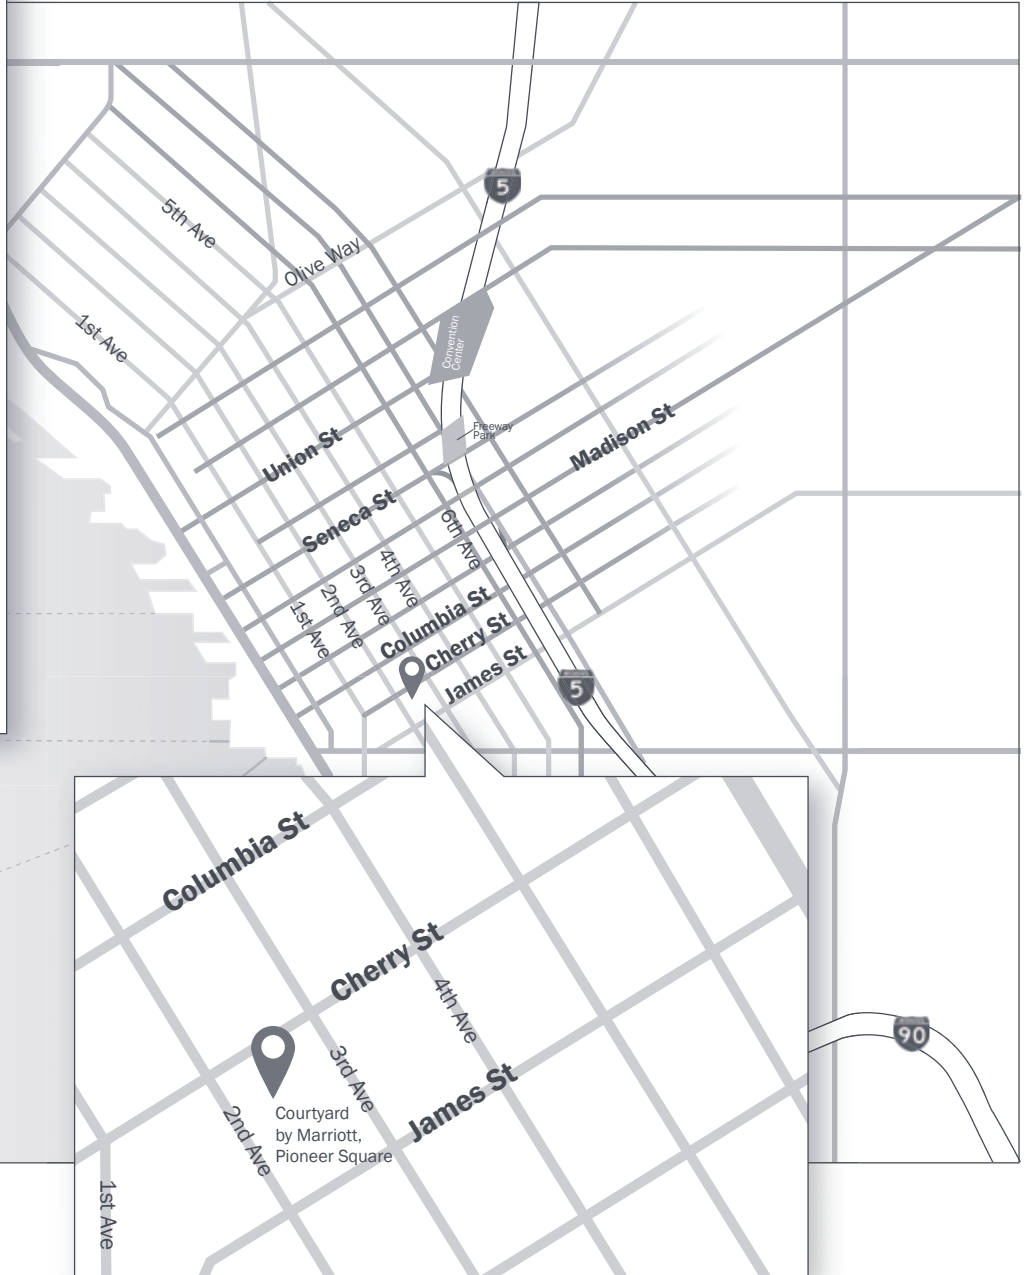 5
5th Ave
Olive Way
1st Ave
Convention
Center
Freeway
Park
Madison St
Union St
Seneca St
6th Ave
4th Ave
3rd Ave
2nd Ave
1st Ave
Columbia St
Cherry St
James St
5
Columbia St
Cherry St
4th Ave
90
3rd Ave
James St
Courtyard
by Marriott,
Pioneer Square
2nd Ave
1st Ave